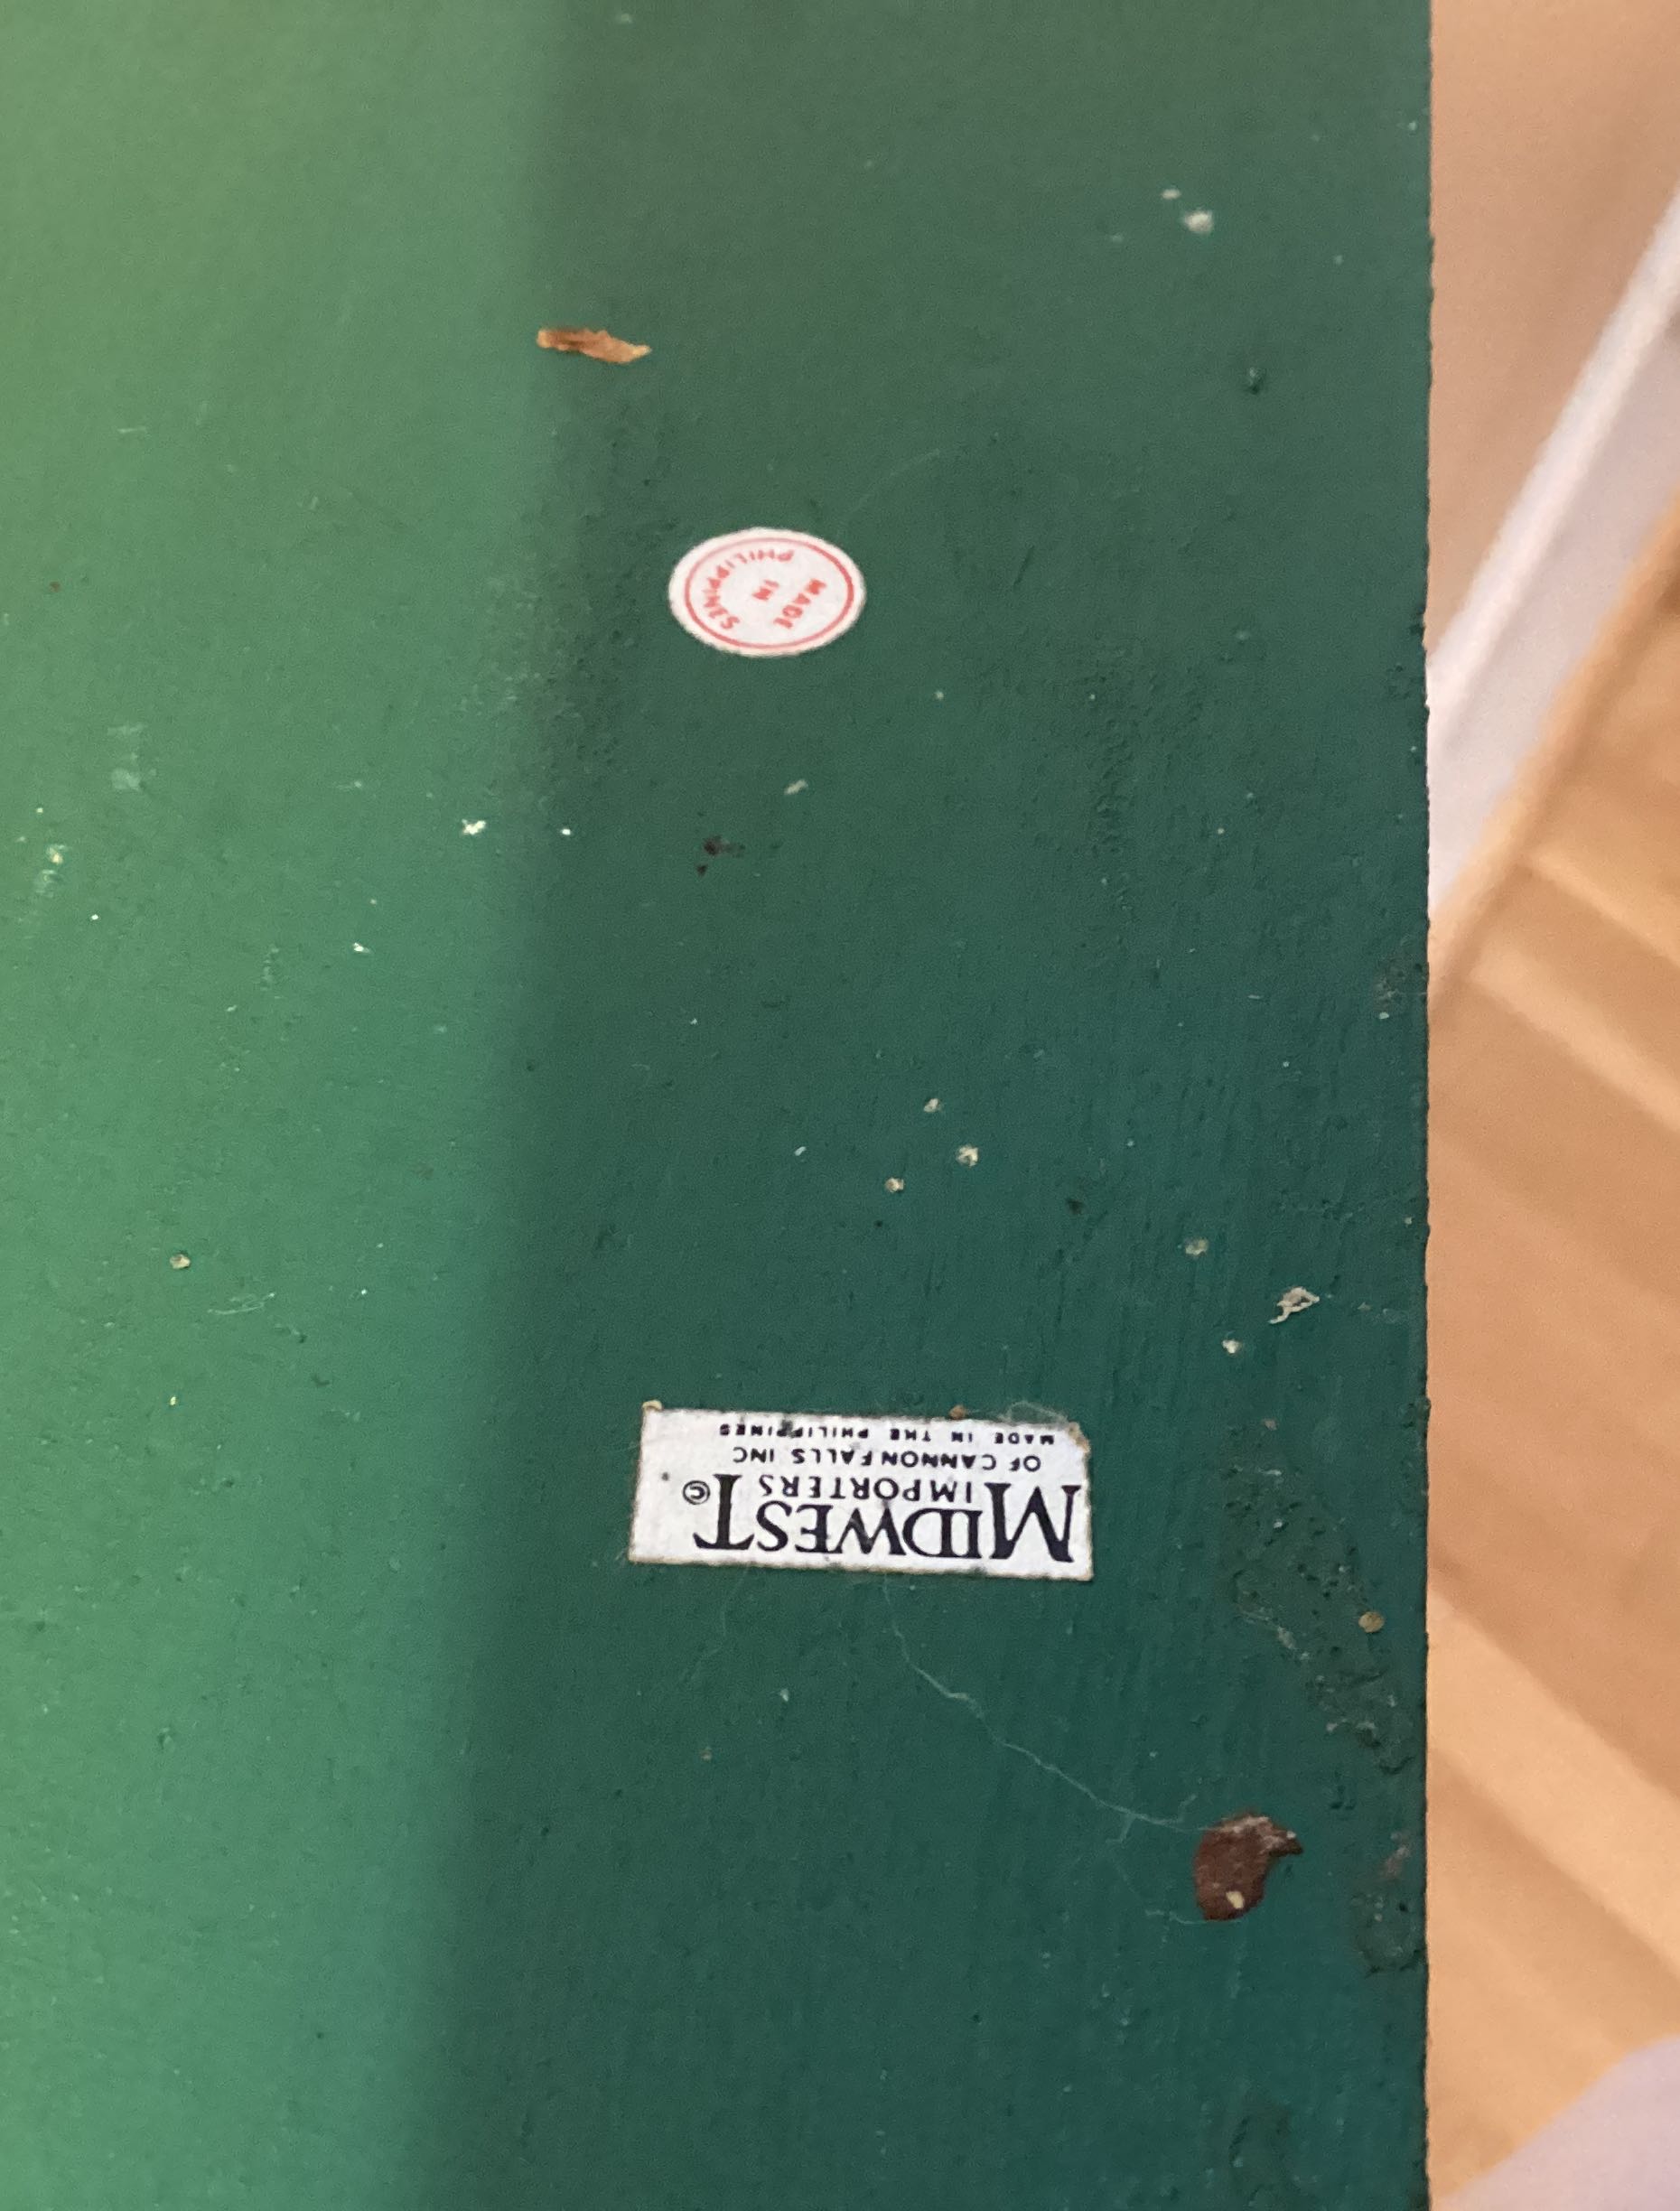 MADE
IN
PHILIPPINES
MIDWEST©
IMPORTERS
OF CANNON FALLS INC
MADE IN THE PHILIPPINES